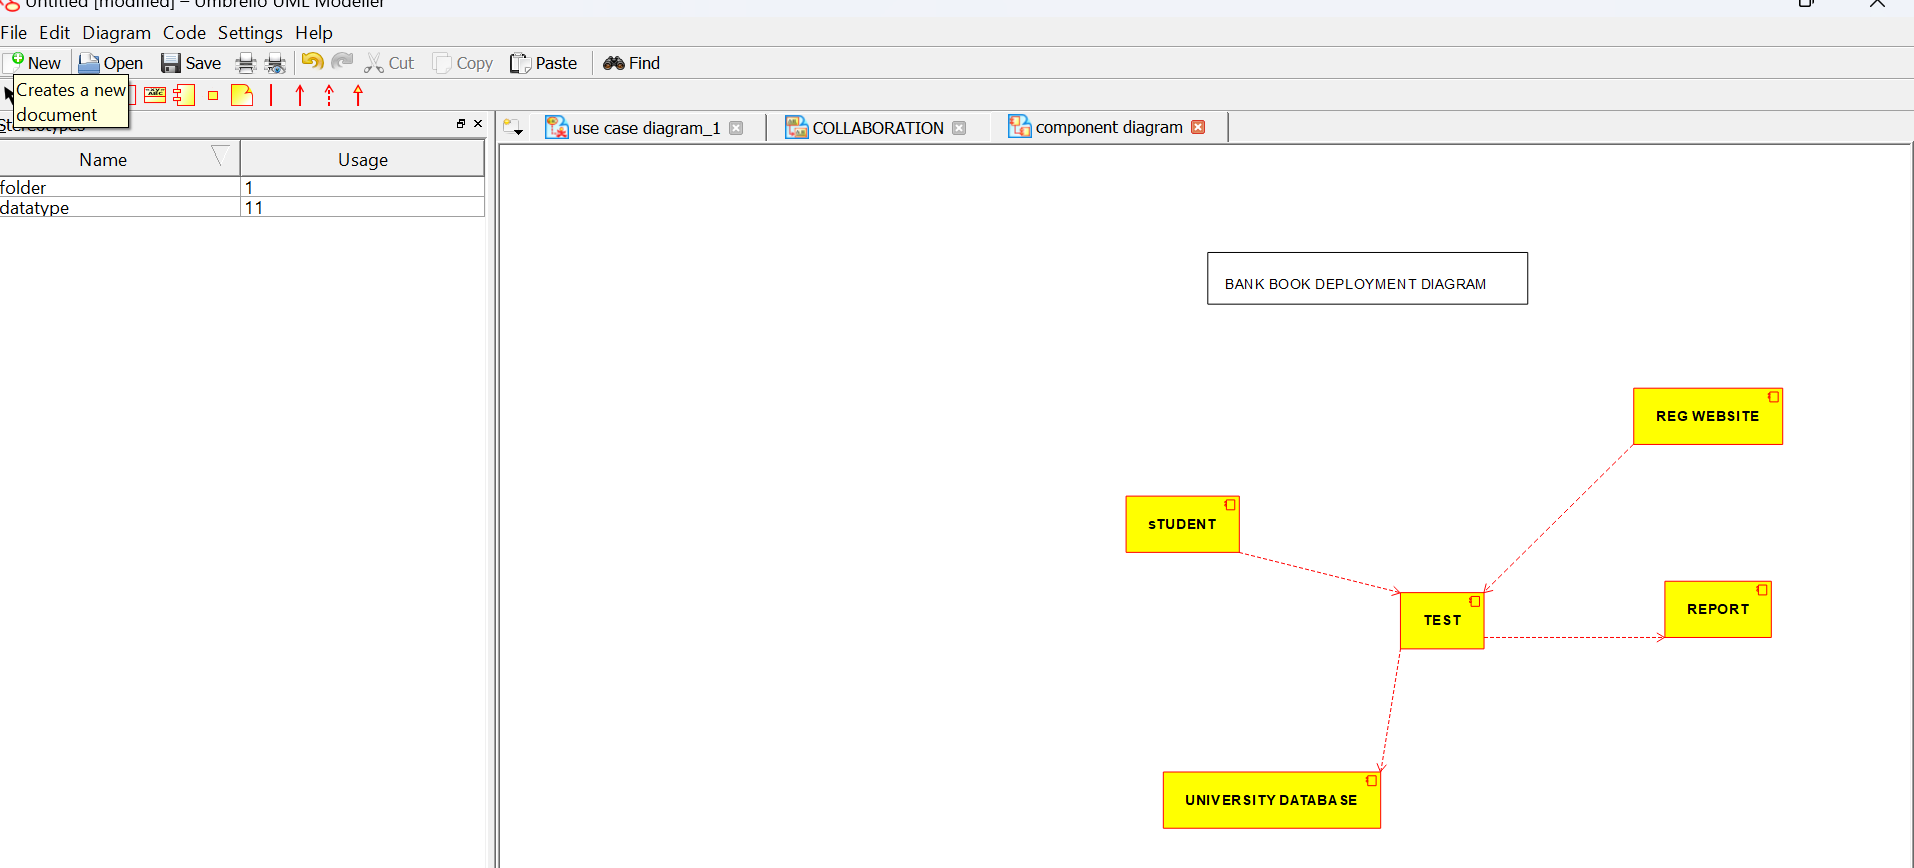 Untitled [modified] – Umbrello UML Modeller
File Edit Diagram Code Settings Help
New Open Save Cut Copy Paste Find
Creates a new
document
Stereotypes
use case diagram_1 COLLABORATION component diagram
Name Usage
folder 1
datatype 11
BANK BOOK DEPLOYMENT DIAGRAM
REG WEBSITE
sTUDENT
TEST
REPORT
UNIVERSITY DATABASE